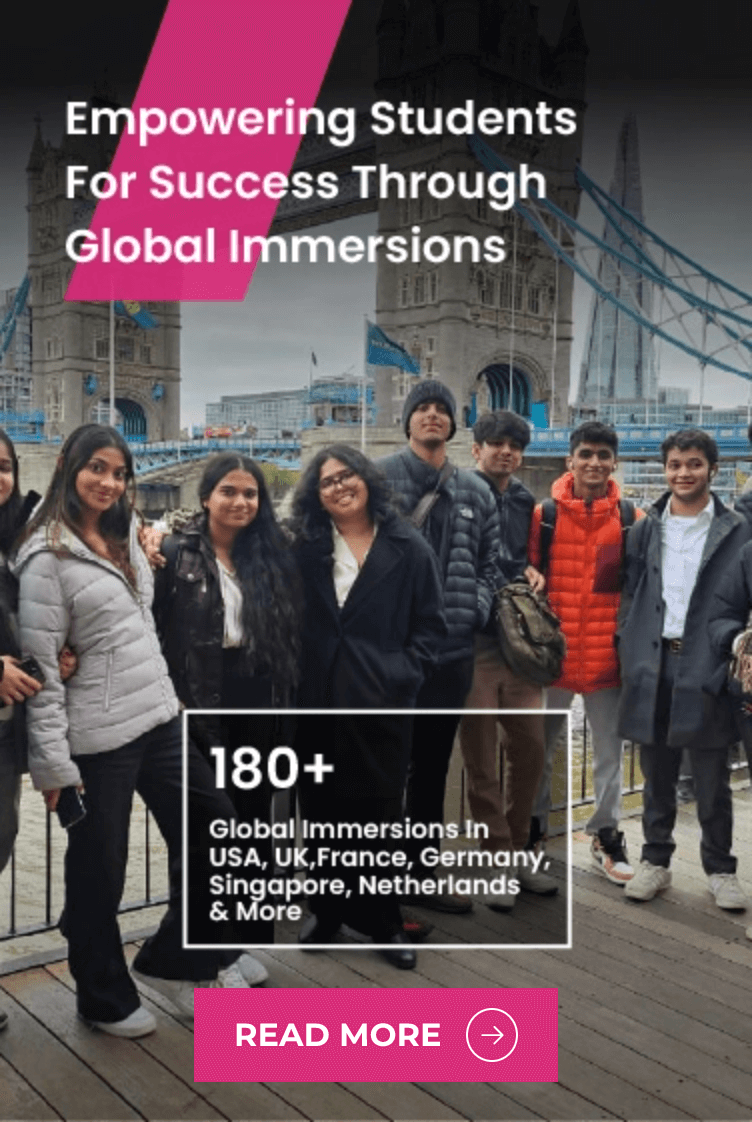 Empowering Students
For Success Through
Global Immersions
180+
Global Immersions In
USA, UK,France, Germany,
Singapore, Netherlands
& More
READ MORE